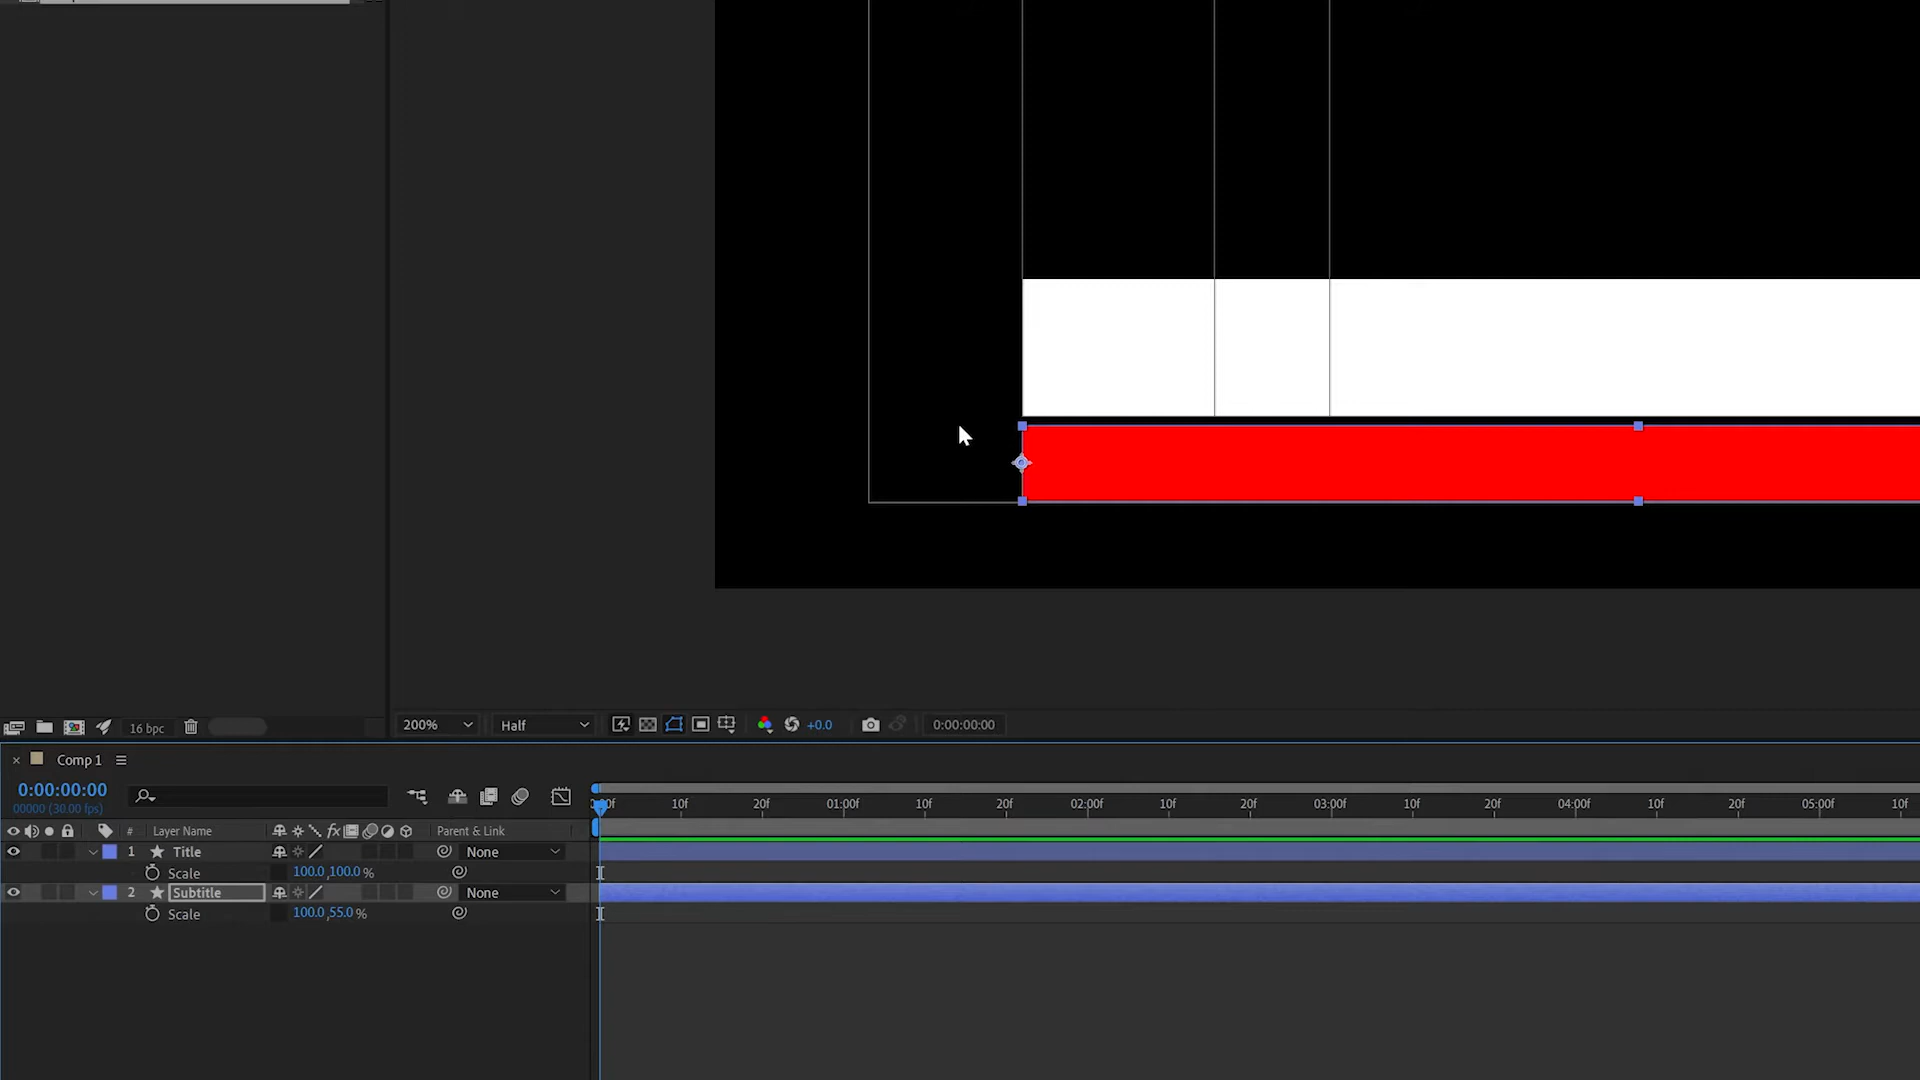 16 bpc
200%
Half
+0.0
0:00:00:00
Comp 1
0:00:00:00
00000 (30.00 fps)
10f
20f
01:00f
10f
20f
02:00f
10f
20f
03:00f
10f
20f
04:00f
10f
20f
05:00f
10f
#
Layer Name
fx
Parent & Link
1
Title
None
Scale
100.0,100.0%
2
Subtitle
None
Scale
100.0,55.0%